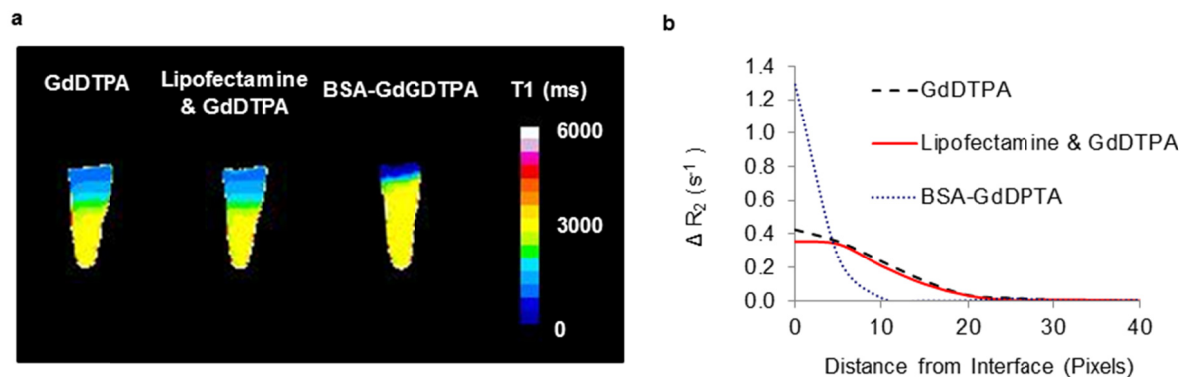 a
GdDTPA
Lipofectamine
& GdDTPA
BSA-GdGDTPA
T1 (ms)
6000
3000
0
b
1.4
1.2
1.0
0.8
0.6
0.4
0.2
0.0
Δ R2 (s-1)
GdDTPA
Lipofectamine & GdDTPA
BSA-GdDPTA
0
10
20
30
40
Distance from Interface (Pixels)